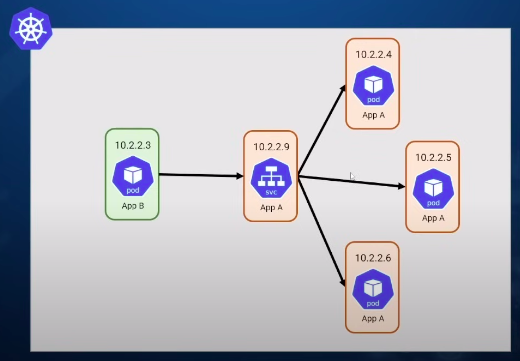 10.2.2.3
pod
App B
10.2.2.9
svc
App A
10.2.2.4
pod
App A
10.2.2.5
pod
App A
10.2.2.6
pod
App A